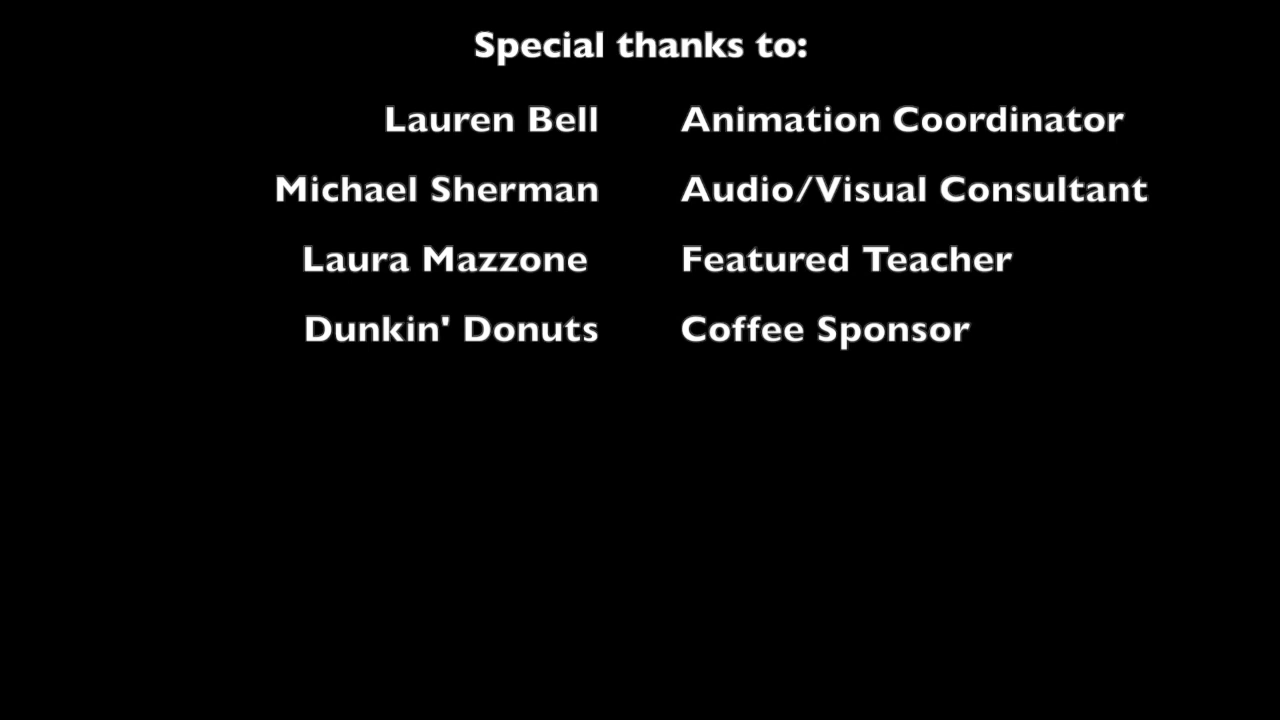 Special thanks to:
Lauren Bell Animation Coordinator
Michael Sherman Audio/Visual Consultant
Laura Mazzone Featured Teacher
Dunkin' Donuts Coffee Sponsor